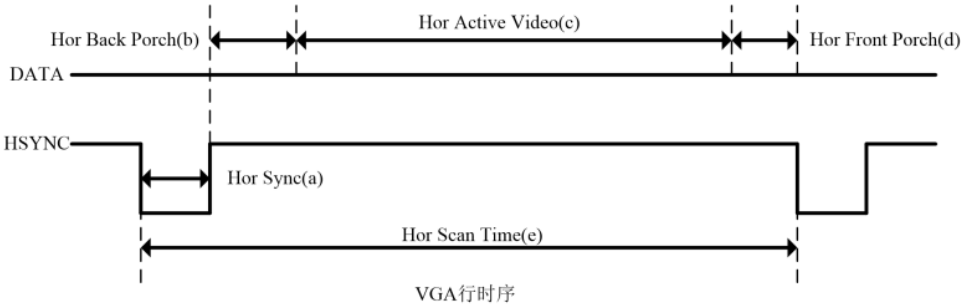 Hor Active Video(c)
Hor Back Porch(b)
Hor Front Porch(d)
DATA
HSYNC
Hor Sync(a)
Hor Scan Time(e)
VGA行时序